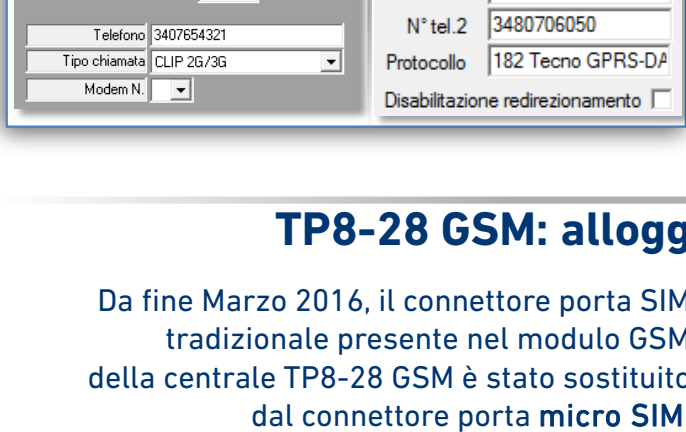 Telefono 3407654321
Tipo chiamata CLIP 2G/3G
Modem N.
N° tel.2 3480706050
Protocollo 182 Tecno GPRS-DA
Disabilitazione redirezionamento
TP8-28 GSM: allogg
Da fine Marzo 2016, il connettore porta SIM
tradizionale presente nel modulo GSM
della centrale TP8-28 GSM è stato sostituito
dal connettore porta micro SIM